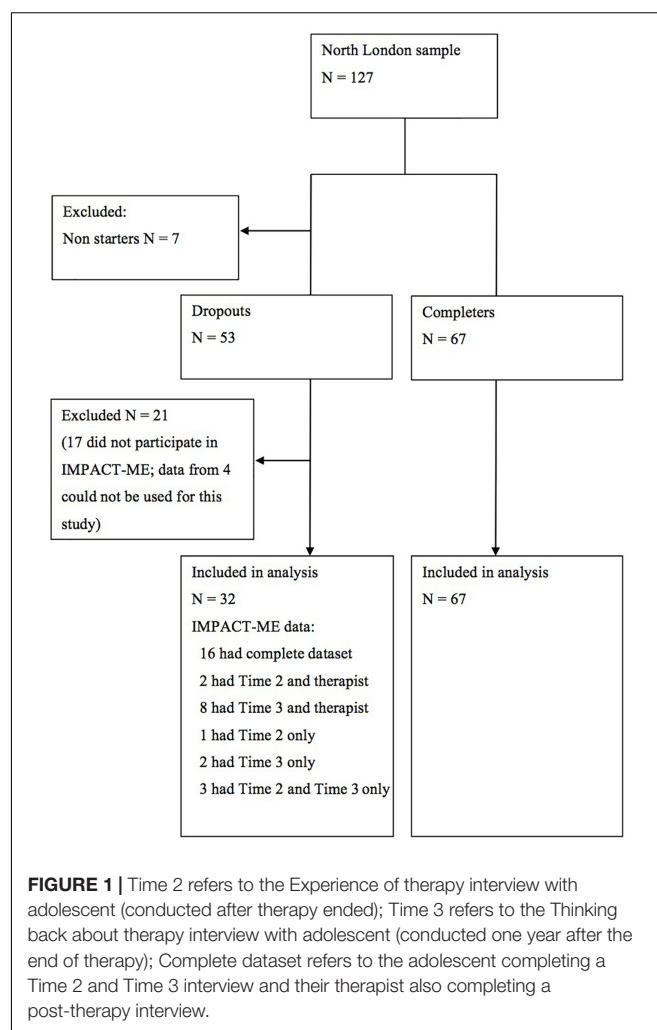 North London sample
N = 127
Excluded:
Non starters N = 7
Dropouts
N = 53
Completers
N = 67
Excluded N = 21
(17 did not participate in
IMPACT-ME; data from 4
could not be used for this
study)
Included in analysis
N = 32
IMPACT-ME data:
16 had complete dataset
2 had Time 2 and therapist
8 had Time 3 and therapist
1 had Time 2 only
2 had Time 3 only
3 had Time 2 and Time 3 only
Included in analysis
N = 67
FIGURE 1 | Time 2 refers to the Experience of therapy interview with
adolescent (conducted after therapy ended); Time 3 refers to the Thinking
back about therapy interview with adolescent (conducted one year after the
end of therapy); Complete dataset refers to the adolescent completing a
Time 2 and Time 3 interview and their therapist also completing a
post-therapy interview.